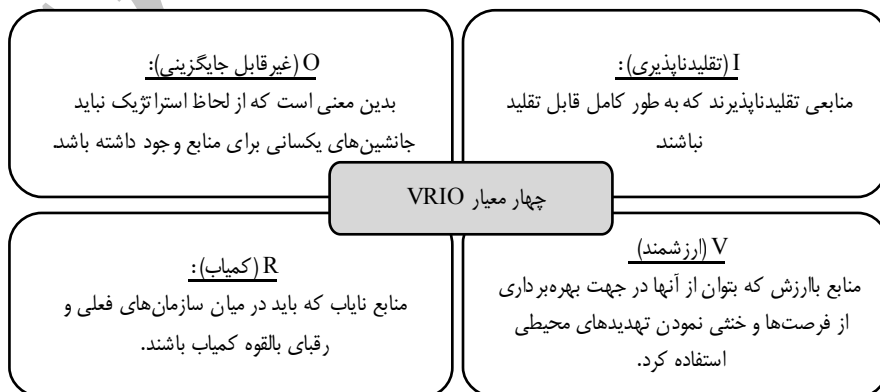 I (تقلیدناپذیری):
منابعی تقلیدناپذیرند که به طور کامل قابل تقلید
نباشند.
O (غیرقابل جایگزینی):
بدین معنی است که از لحاظ استراتژیک نباید
جانشین‌های یکسانی برای منابع وجود داشته باشد.
چهار معیار VRIO
V (ارزشمند)
منابع باارزش که بتوان از آنها در جهت بهره‌برداری
از فرصت‌ها و خنثی نمودن تهدیدهای محیطی
استفاده کرد.
R (کمیاب):
منابع نایاب که باید در میان سازمان‌های فعلی و
رقبای بالقوه کمیاب باشند.